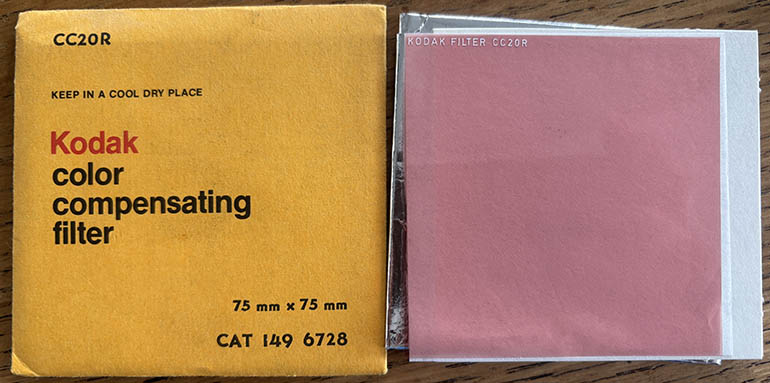 CC20R
KEEP IN A COOL DRY PLACE
Kodak
color
compensating
filter
75 mm x 75 mm
CAT 149 6728
KODAK FILTER CC20R